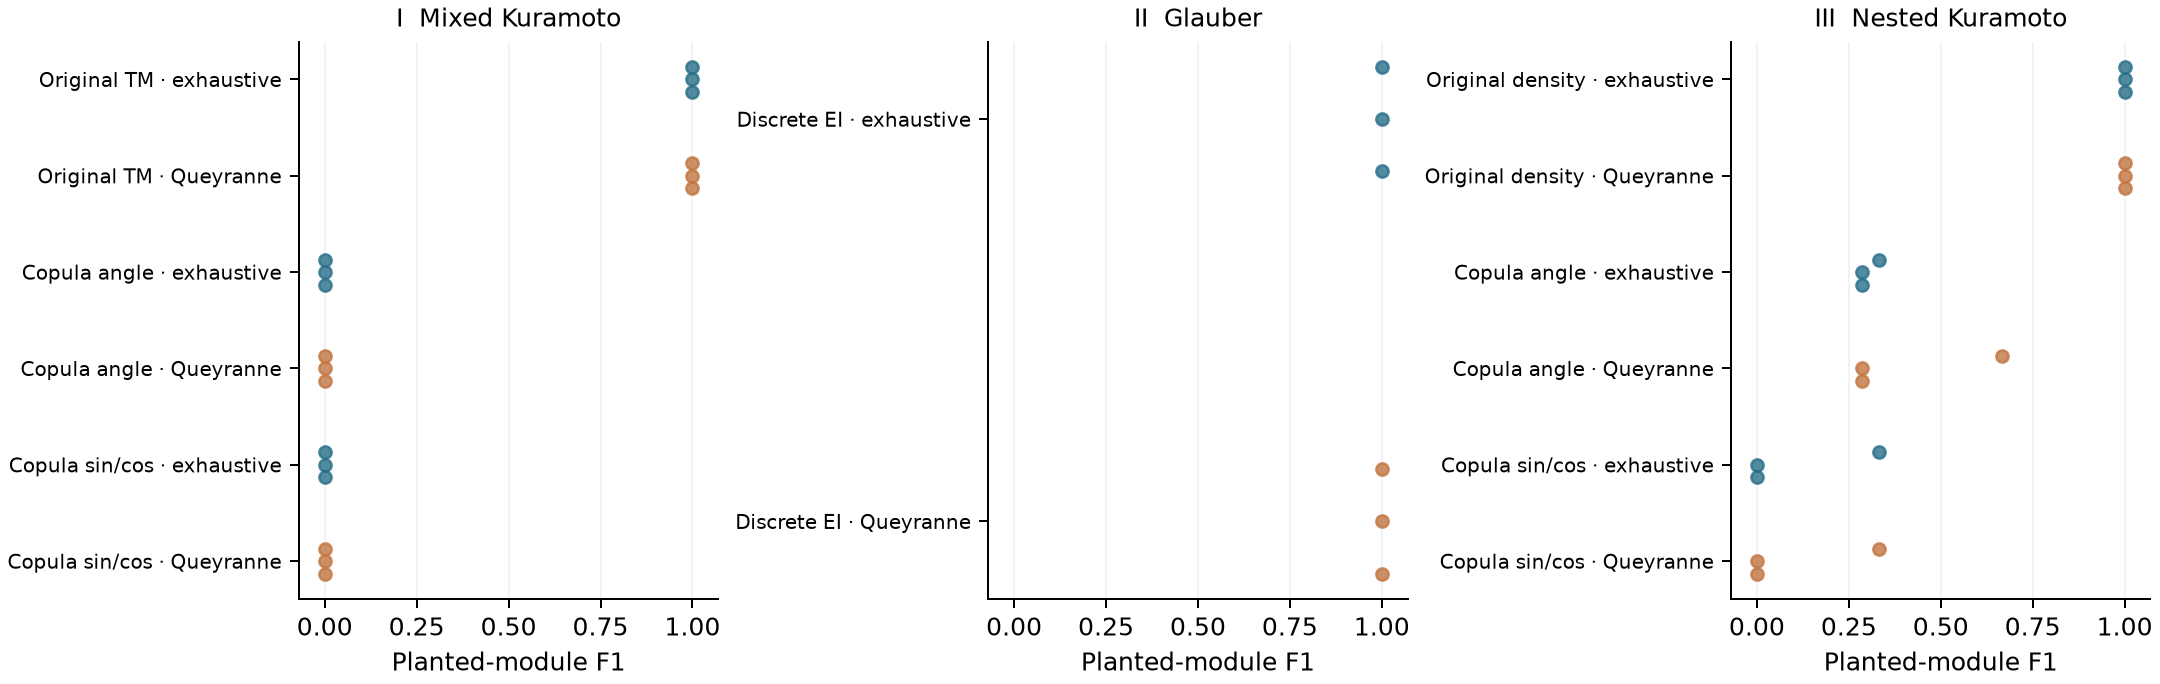 I  Mixed Kuramoto
Original TM · exhaustive
Original TM · Queyranne
Copula angle · exhaustive
Copula angle · Queyranne
Copula sin/cos · exhaustive
Copula sin/cos · Queyranne
0.00 0.25 0.50 0.75 1.00
Planted-module F1
II  Glauber
Discrete EI · exhaustive
Discrete EI · Queyranne
0.00 0.25 0.50 0.75 1.00
Planted-module F1
III  Nested Kuramoto
Original density · exhaustive
Original density · Queyranne
Copula angle · exhaustive
Copula angle · Queyranne
Copula sin/cos · exhaustive
Copula sin/cos · Queyranne
0.00 0.25 0.50 0.75 1.00
Planted-module F1